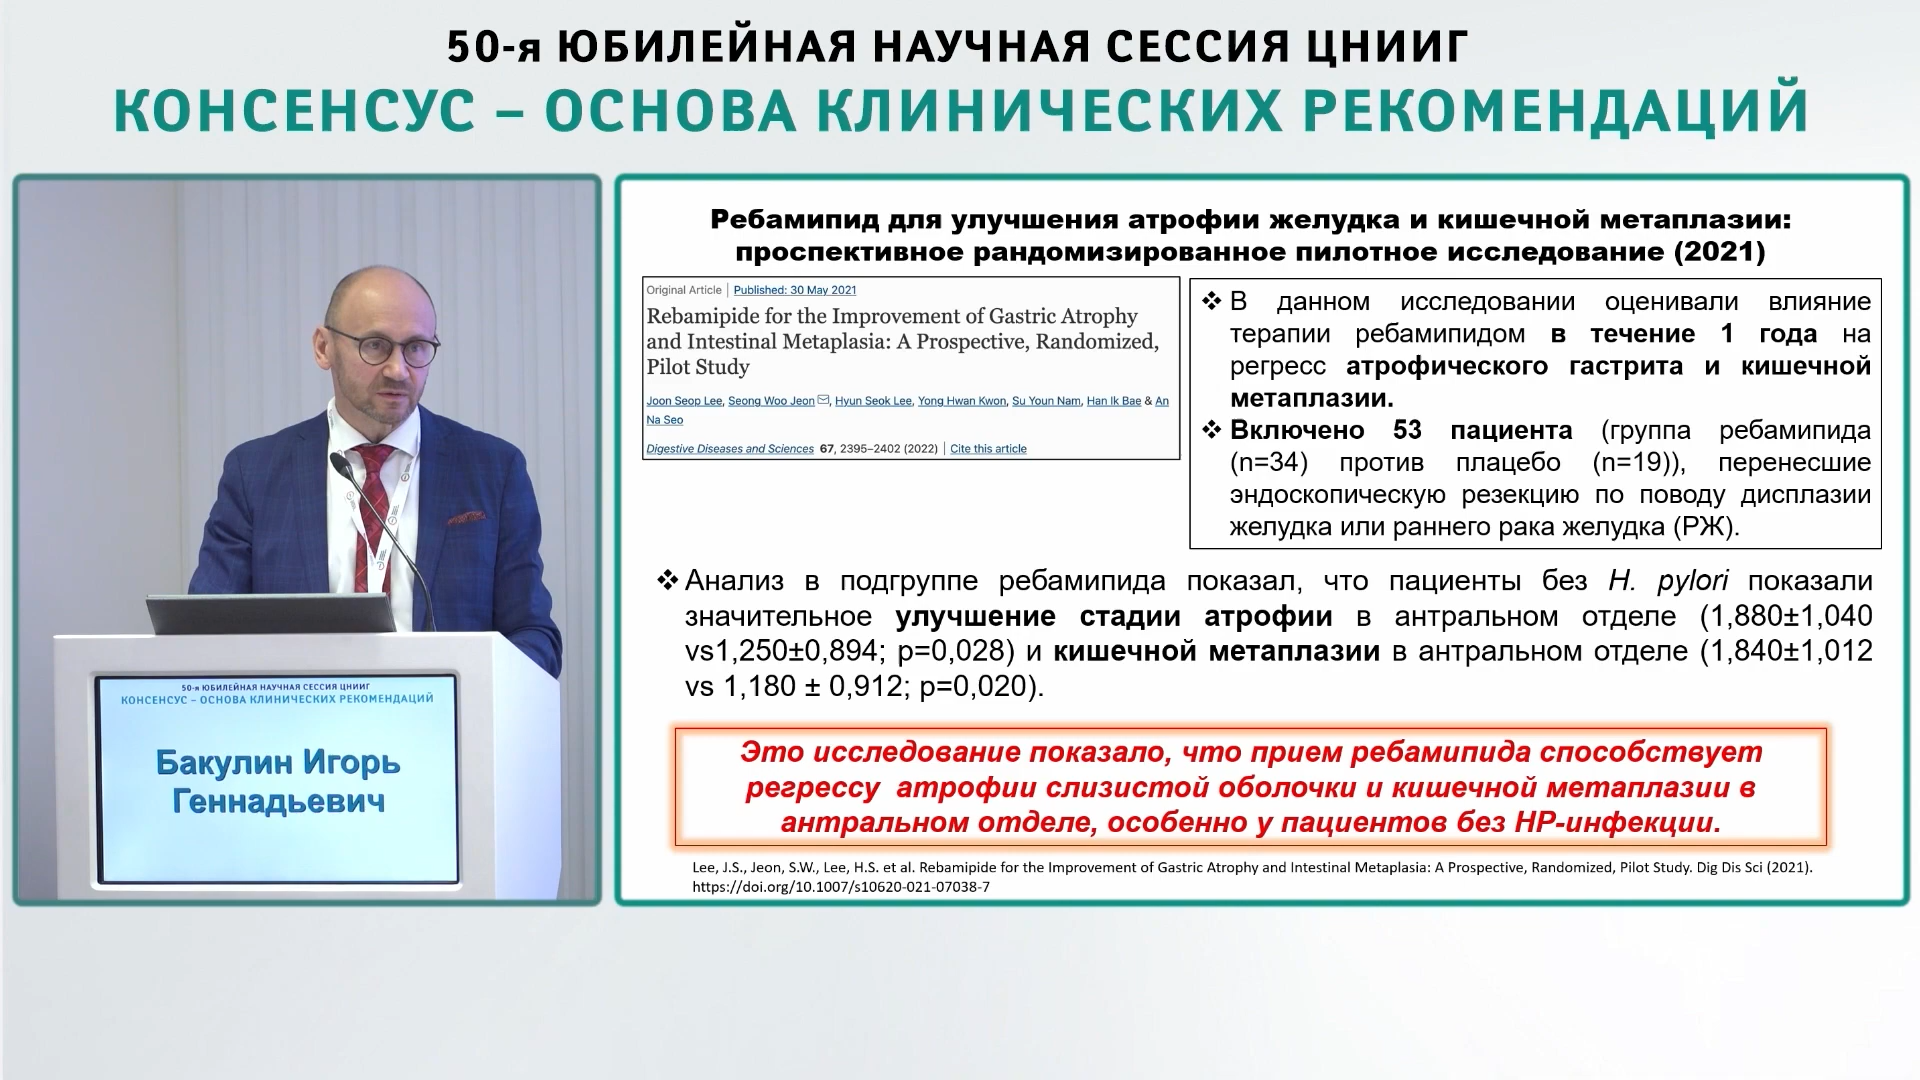 50-я ЮБИЛЕЙНАЯ НАУЧНАЯ СЕССИЯ ЦНИИГ
КОНСЕНСУС – ОСНОВА КЛИНИЧЕСКИХ РЕКОМЕНДАЦИЙ
50-я ЮБИЛЕЙНАЯ НАУЧНАЯ СЕССИЯ ЦНИИГ
КОНСЕНСУС – ОСНОВА КЛИНИЧЕСКИХ РЕКОМЕНДАЦИЙ
Бакулин Игорь
Геннадьевич
Ребамипид для улучшения атрофии желудка и кишечной метаплазии:
проспективное рандомизированное пилотное исследование (2021)
Original Article | Published: 30 May 2021
Rebamipide for the Improvement of Gastric Atrophy
and Intestinal Metaplasia: A Prospective, Randomized,
Pilot Study
Joon Seop Lee, Seong Woo Jeon, Hyun Seok Lee, Yong Hwan Kwon, Su Youn Nam, Han Ik Bae & An
Na Seo
Digestive Diseases and Sciences 67, 2395–2402 (2022) | Cite this article
❖ В данном исследовании оценивали влияние
терапии ребамипидом в течение 1 года на
регресс атрофического гастрита и кишечной
метаплазии.
❖ Включено 53 пациента (группа ребамипида
(n=34) против плацебо (n=19)), перенесшие
эндоскопическую резекцию по поводу дисплазии
желудка или раннего рака желудка (РЖ).
❖ Анализ в подгруппе ребамипида показал, что пациенты без H. pylori показали
значительное улучшение стадии атрофии в антральном отделе (1,880±1,040
vs1,250±0,894; p=0,028) и кишечной метаплазии в антральном отделе (1,840±1,012
vs 1,180 ± 0,912; p=0,020).
Это исследование показало, что прием ребамипида способствует
регрессу атрофии слизистой оболочки и кишечной метаплазии в
антральном отделе, особенно у пациентов без НР-инфекции.
Lee, J.S., Jeon, S.W., Lee, H.S. et al. Rebamipide for the Improvement of Gastric Atrophy and Intestinal Metaplasia: A Prospective, Randomized, Pilot Study. Dig Dis Sci (2021).
https://doi.org/10.1007/s10620-021-07038-7